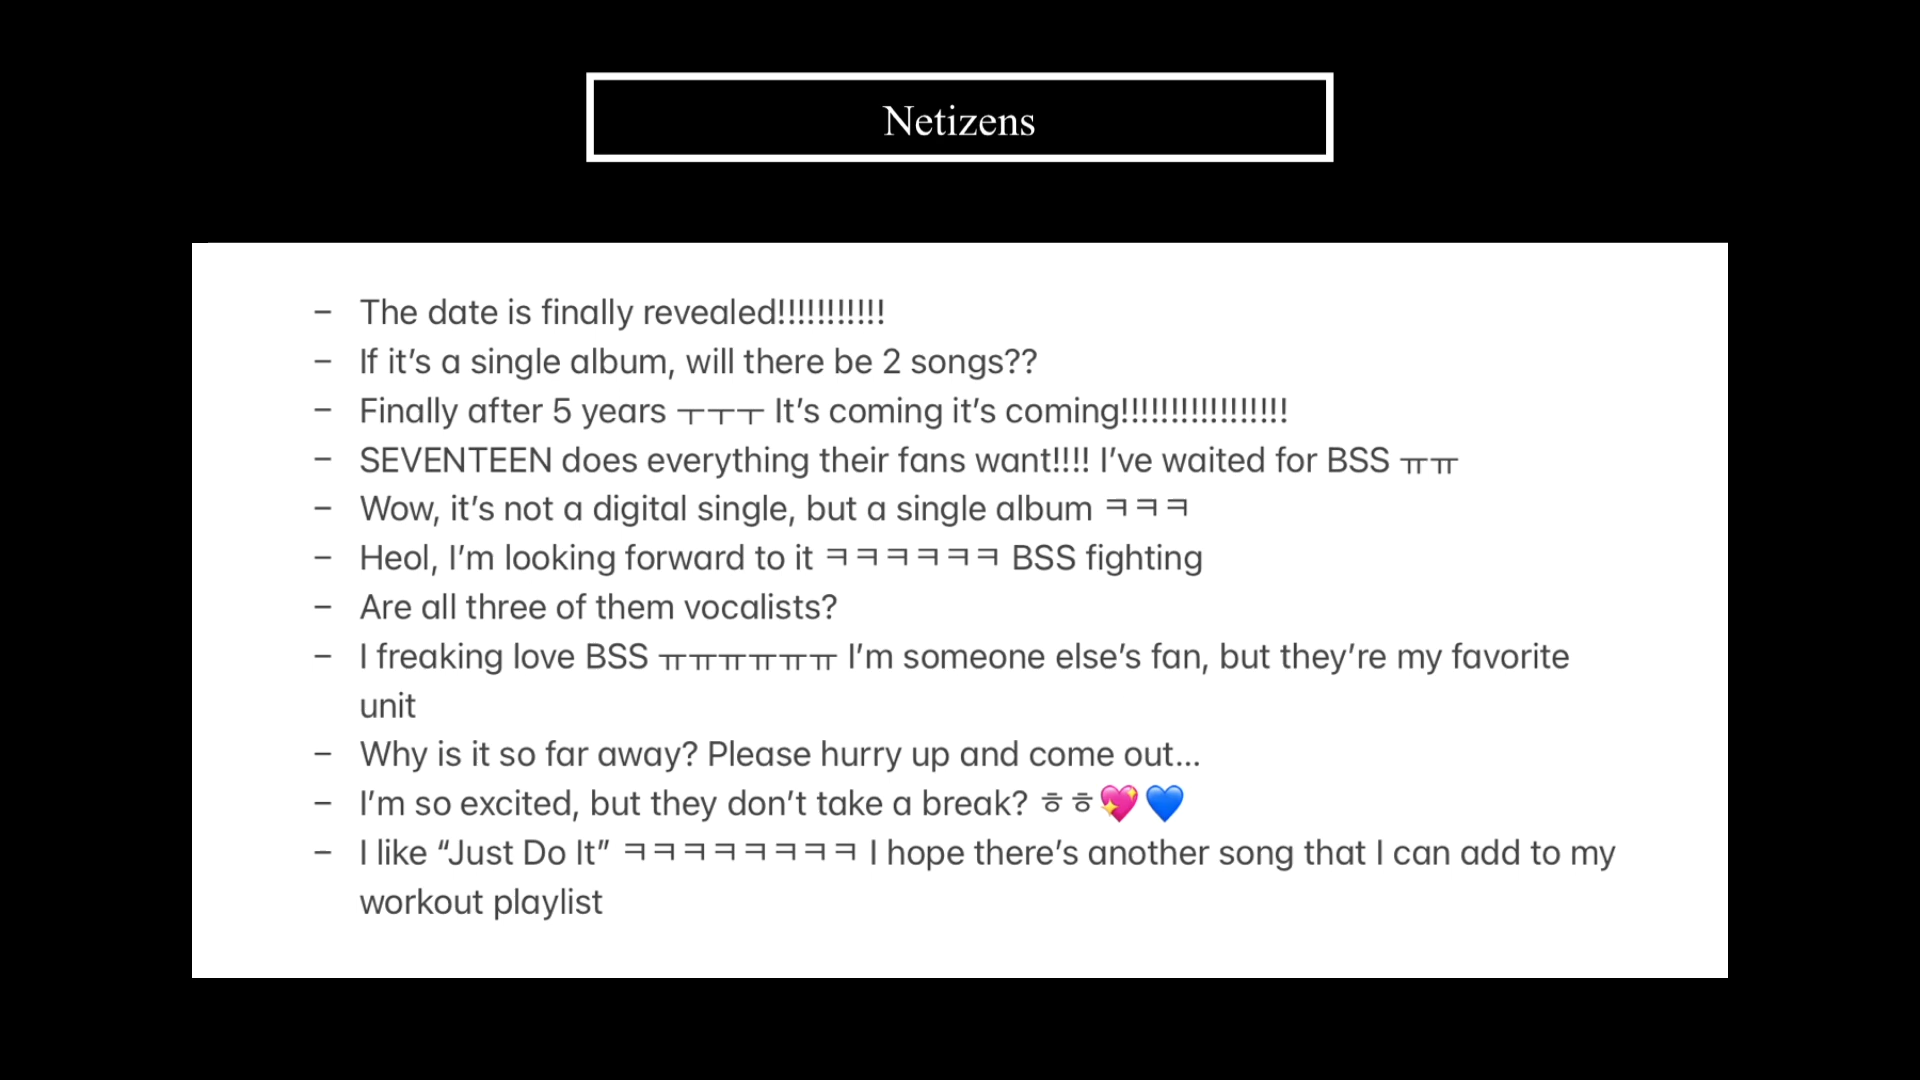 Netizens
– The date is finally revealed!!!!!!!!!!!
– If it’s a single album, will there be 2 songs??
– Finally after 5 years ㅜㅜㅜ It’s coming it’s coming!!!!!!!!!!!!!!!!!
– SEVENTEEN does everything their fans want!!!! I’ve waited for BSS ㅠㅠ
– Wow, it’s not a digital single, but a single album ㅋㅋㅋ
– Heol, I’m looking forward to it ㅋㅋㅋㅋㅋㅋ BSS fighting
– Are all three of them vocalists?
– I freaking love BSS ㅠㅠㅠㅠㅠㅠ I’m someone else’s fan, but they’re my favorite
unit
– Why is it so far away? Please hurry up and come out…
– I’m so excited, but they don’t take a break? ㅎㅎ💖💙
– I like “Just Do It” ㅋㅋㅋㅋㅋㅋㅋㅋ I hope there’s another song that I can add to my
workout playlist